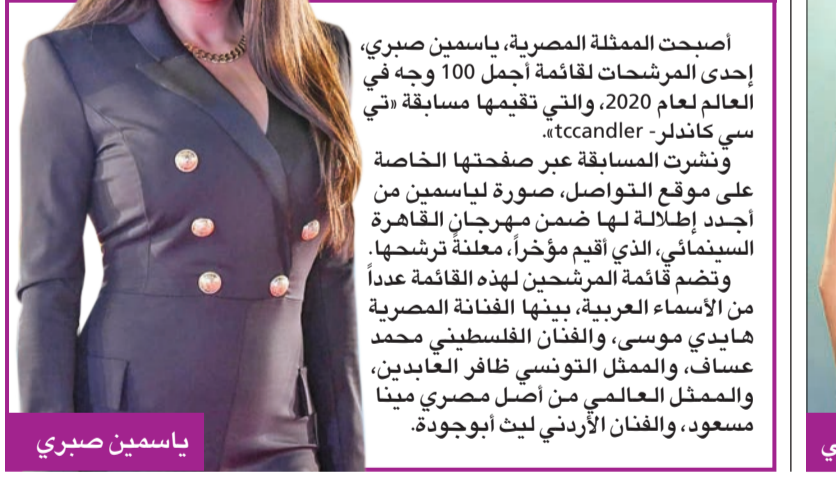 أصبحت الممثلة المصرية، ياسمين صبري،
إحدى المرشحات لقائمة أجمل 100 وجه في
العالم لعام 2020، والتي تقيمها مسابقة «تي
سي كاندلر- tccandler».
ونشرت المسابقة عبر صفحتها الخاصة
على موقع التواصل، صورة لياسمين من
أجدد إطلالة لها ضمن مهرجان القاهرة
السينمائي، الذي أقيم مؤخراً، معلنةً ترشحها.
وتضم قائمة المرشحين لهذه القائمة عدداً
من الأسماء العربية، بينها الفنانة المصرية
هايدي موسى، والفنان الفلسطيني محمد
عساف، والممثل التونسي ظافر العابدين،
والممثل العالمي من أصل مصري مينا
مسعود، والفنان الأردني ليث أبوجودة.
ياسمين صبري